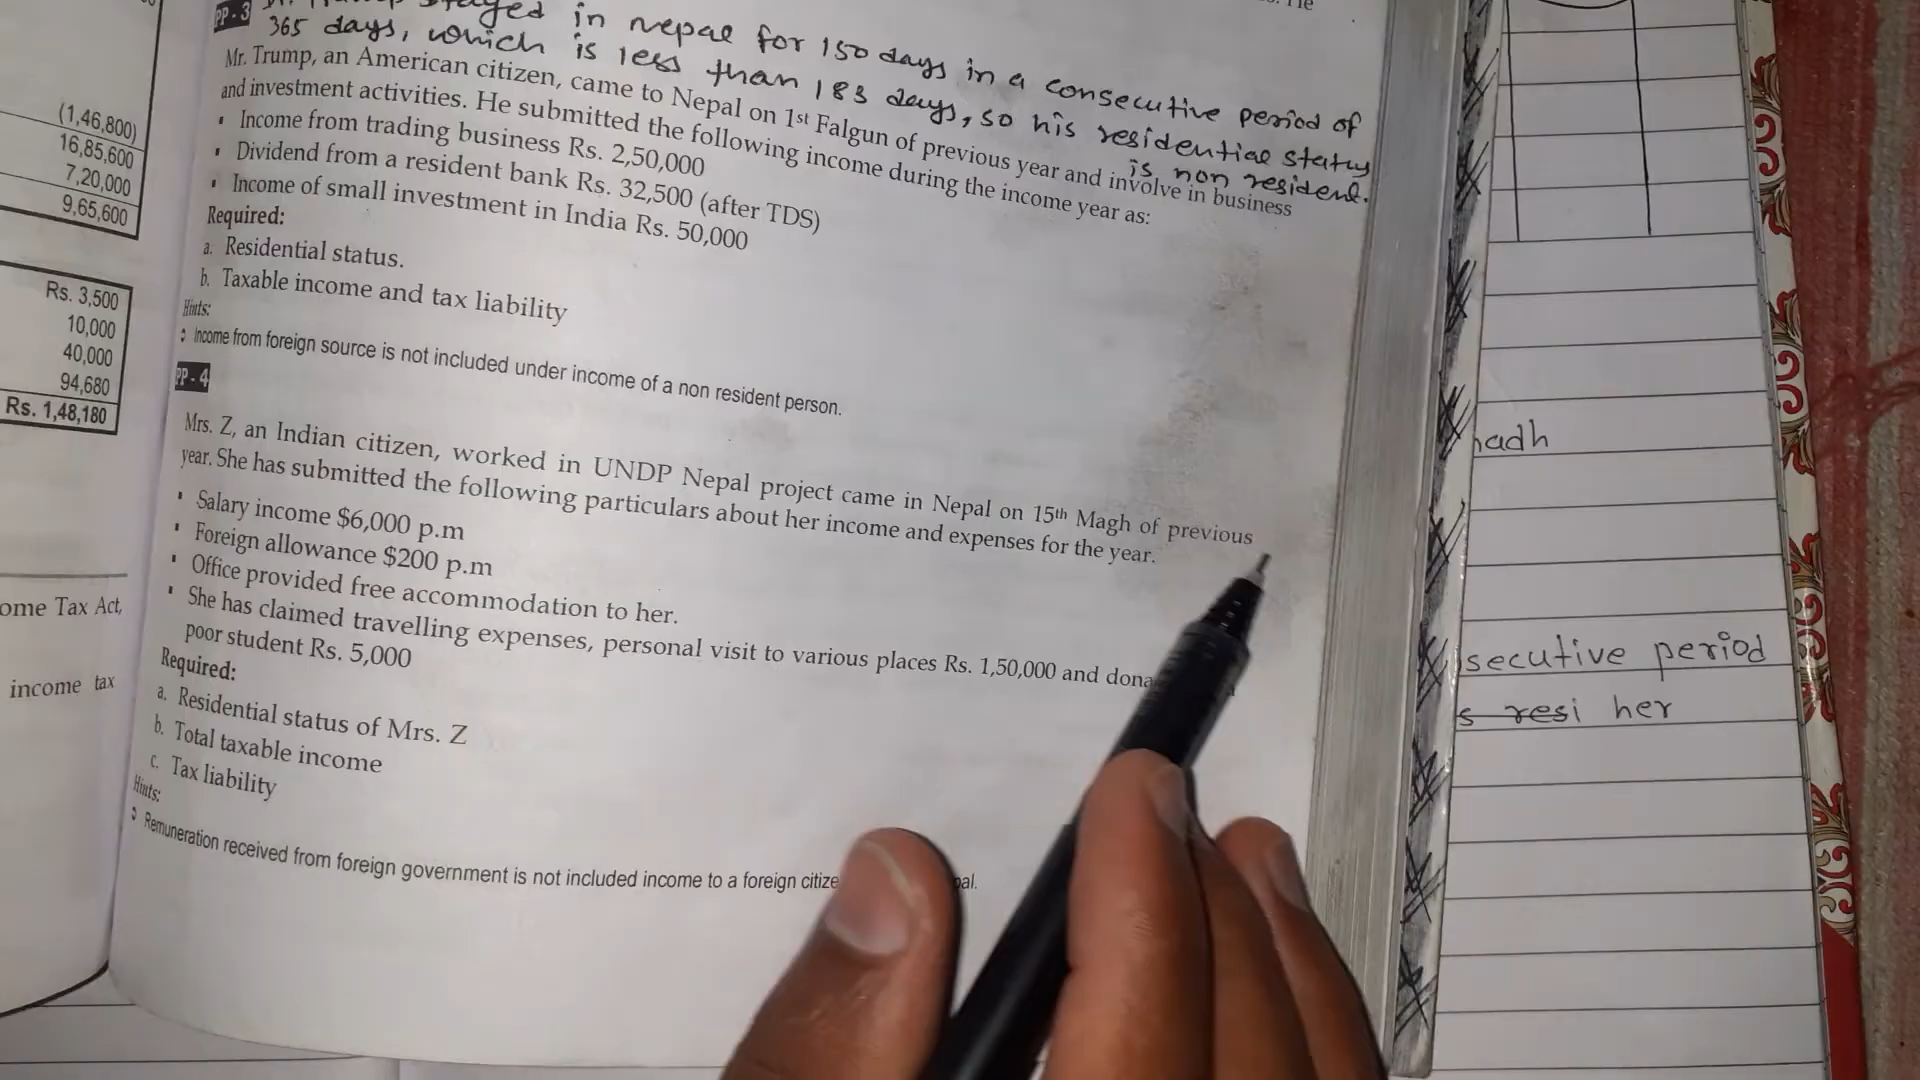 (1,46,800)
16,85,600
7,20,000
9,65,600
Rs. 3,500
10,000
40,000
94,680
Rs. 1,48,180
ome Tax Act,
income tax
PP - 3
stayed in nepal for 150 days in a consecutive period of
365 days, which is less than 183 days, so his residential status
is non resident.
Mr. Trump, an American citizen, came to Nepal on 1st Falgun of previous year and involve in business
and investment activities. He submitted the following income during the income year as:
▪ Income from trading business Rs. 2,50,000
▪ Dividend from a resident bank Rs. 32,500 (after TDS)
▪ Income of small investment in India Rs. 50,000
Required:
a. Residential status.
b. Taxable income and tax liability
Hints:
Income from foreign source is not included under income of a non resident person.
PP - 4
Mrs. Z, an Indian citizen, worked in UNDP Nepal project came in Nepal on 15th Magh of previous
year. She has submitted the following particulars about her income and expenses for the year.
▪ Salary income $6,000 p.m
▪ Foreign allowance $200 p.m
▪ Office provided free accommodation to her.
▪ She has claimed travelling expenses, personal visit to various places Rs. 1,50,000 and dona
poor student Rs. 5,000
Required:
a. Residential status of Mrs. Z
b. Total taxable income
c. Tax liability
Hints:
Remuneration received from foreign government is not included income to a foreign citize pal.
hadh
secutive period
s resi her